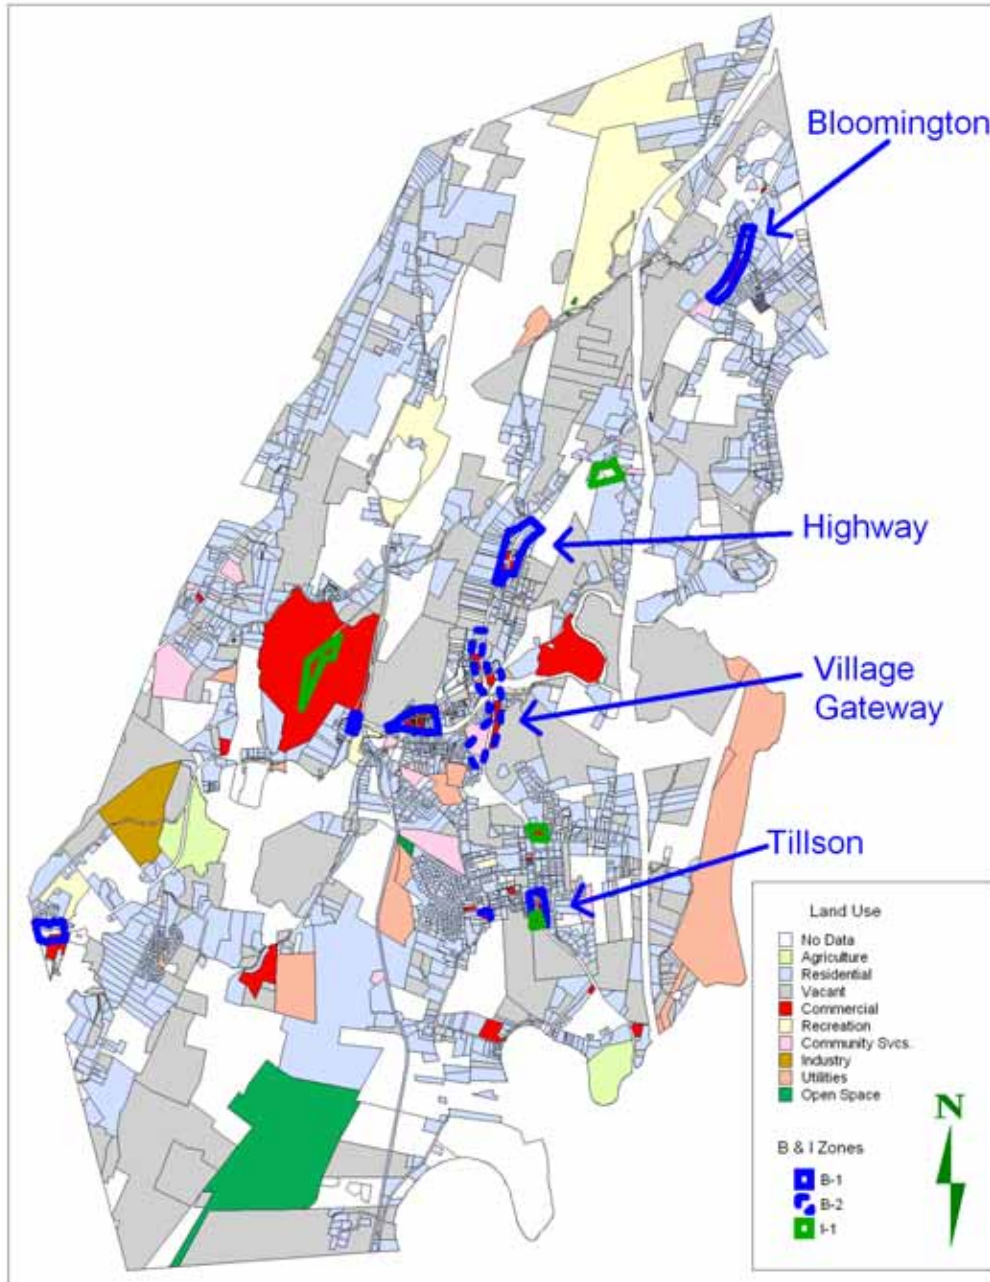 Bloomington
Highway
Village
Gateway
Tillson
Land Use
No Data
Agriculture
Residential
Vacant
Commercial
Recreation
Community Svcs.
Industry
Utilities
Open Space
N
B & I Zones
B-1
B-2
I-1